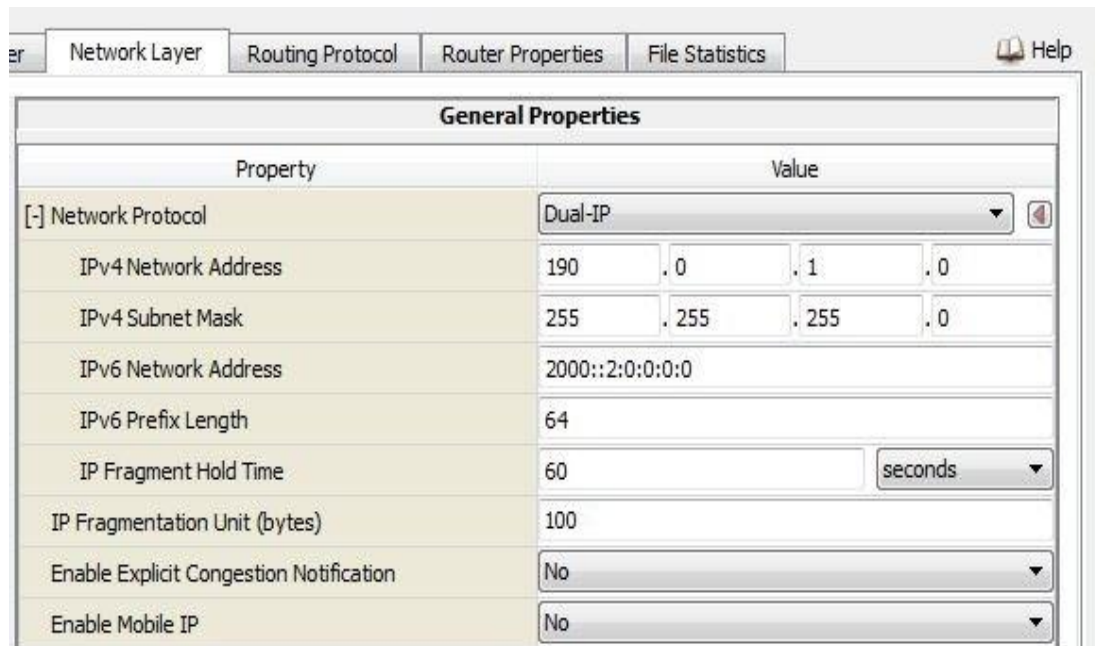 er Network Layer Routing Protocol Router Properties File Statistics Help
General Properties
Property Value
[-] Network Protocol Dual-IP
IPv4 Network Address 190 . 0 . 1 . 0
IPv4 Subnet Mask 255 . 255 . 255 . 0
IPv6 Network Address 2000::2:0:0:0:0
IPv6 Prefix Length 64
IP Fragment Hold Time 60 seconds
IP Fragmentation Unit (bytes) 100
Enable Explicit Congestion Notification No
Enable Mobile IP No